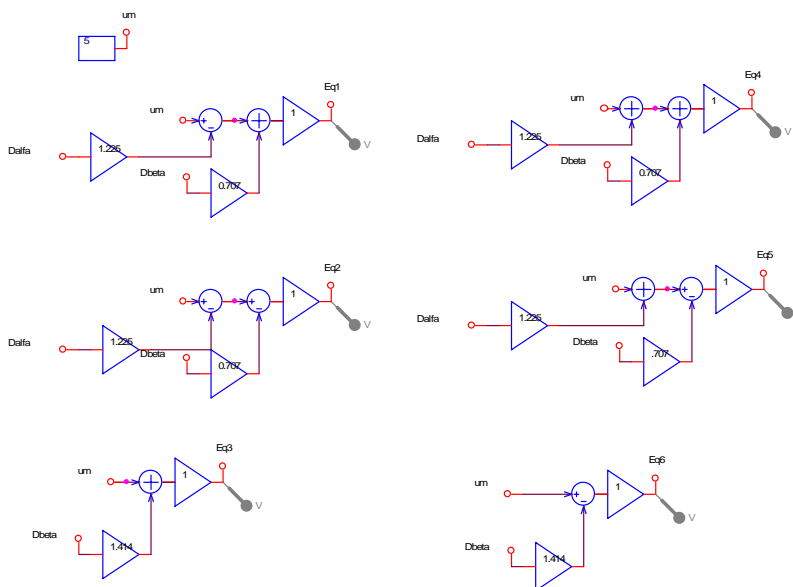 um
5
Eq1
um
1
Dalfa
1.225
V
Dbeta
0.707
Eq4
um
1
Dalfa
1.225
V
Dbeta
0.707
Eq2
um
1
Dalfa
1.225
V
Dbeta
0.707
Eq5
um
1
Dalfa
1.225
V
Dbeta
.707
Eq3
um
1
V
Dbeta
1.414
Eq6
um
1
V
Dbeta
1.414